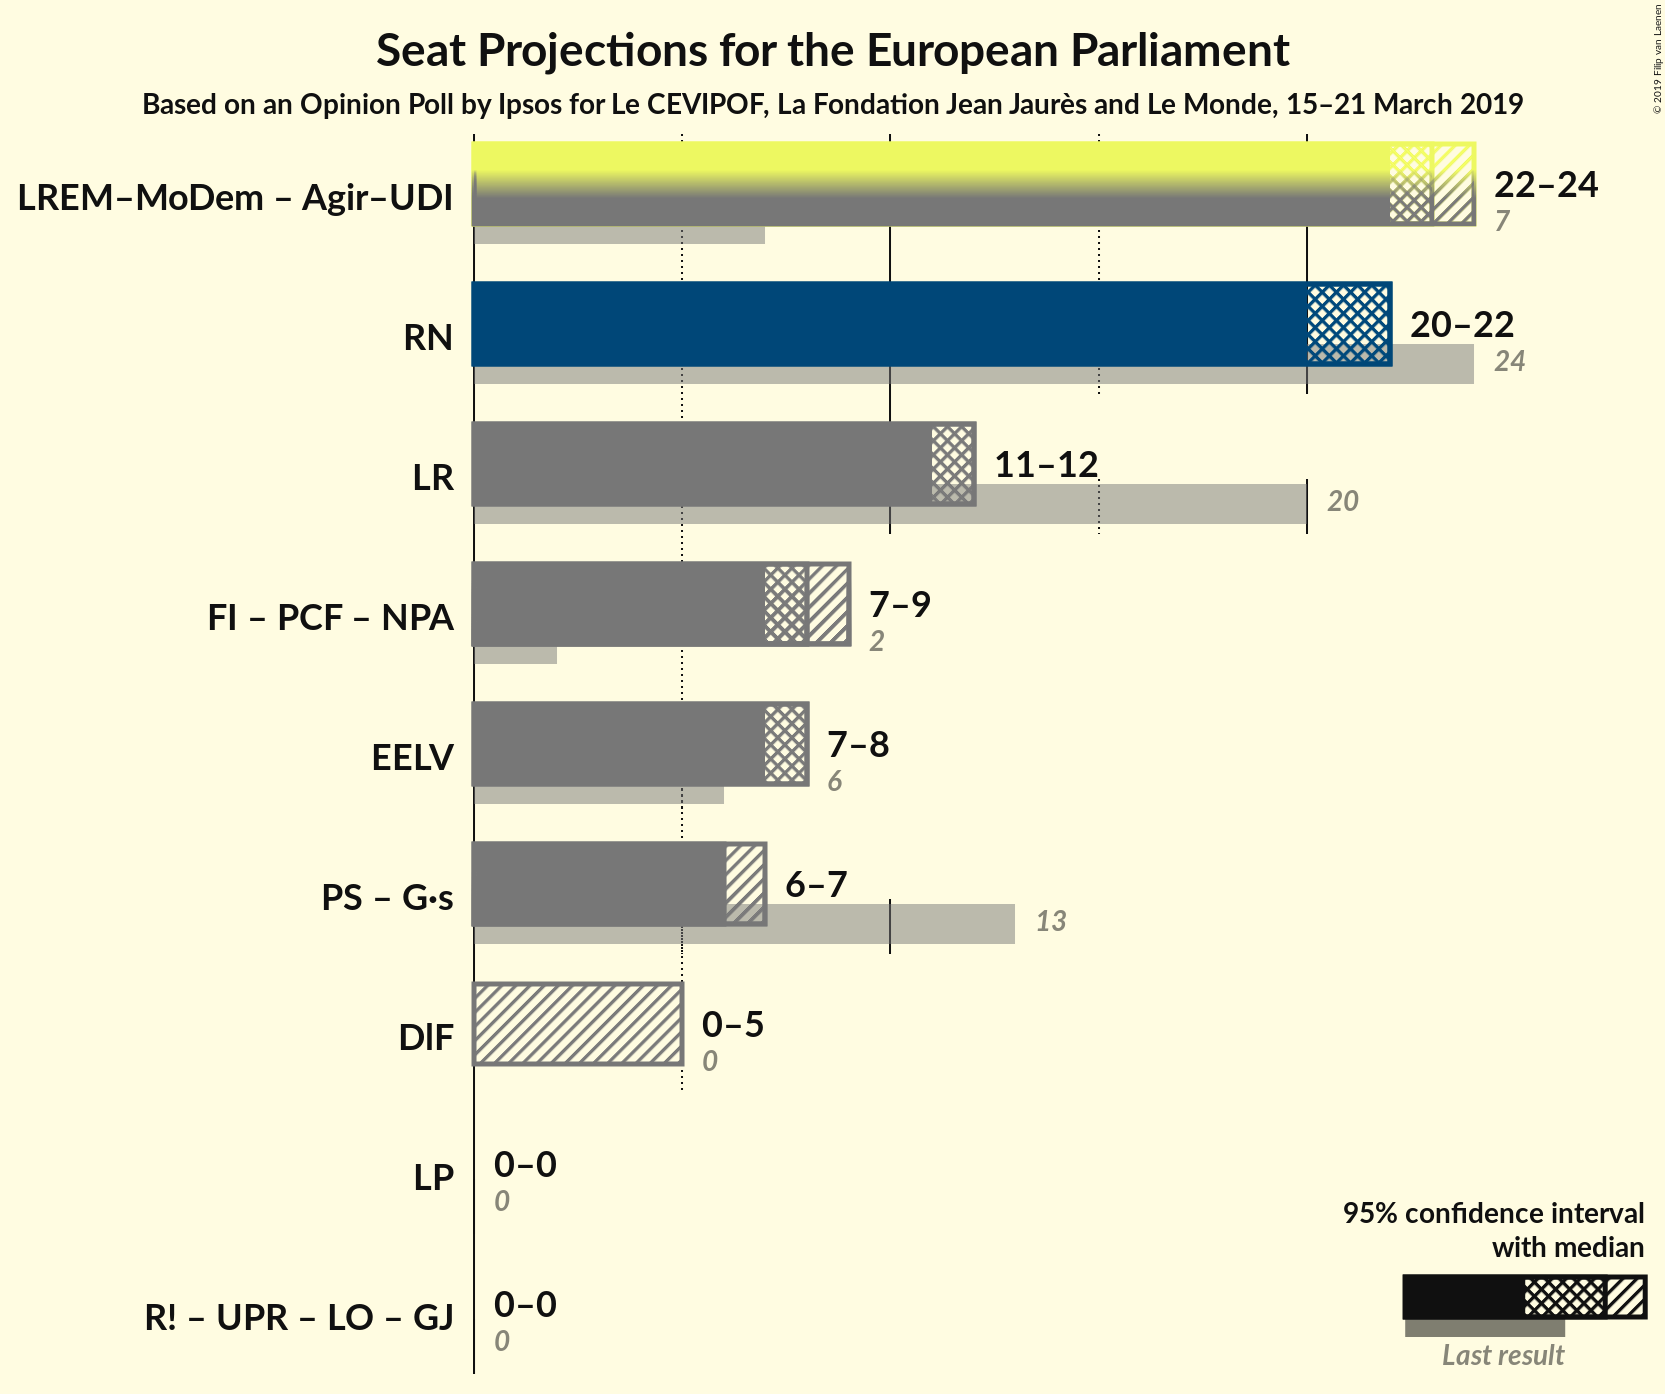 Seat Projections for the European Parliament
Based on an Opinion Poll by Ipsos for Le CEVIPOF, La Fondation Jean Jaurès and Le Monde, 15–21 March 2019
© 2019 Filip van Laenen
LREM–MoDem – Agir–UDI
22–24
7
RN
20–22
24
LR
11–12
20
FI – PCF – NPA
7–9
2
EELV
7–8
6
PS – G·s
6–7
13
DlF
0–5
0
LP
0–0
0
R! – UPR – LO – GJ
0–0
0
95% confidence interval
with median
Last result